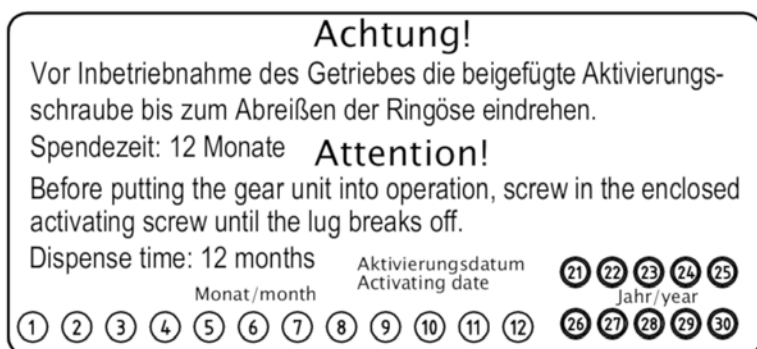 Achtung!
Vor Inbetriebnahme des Getriebes die beigefügte Aktivierungs-
schraube bis zum Abreißen der Ringöse eindrehen.
Spendezeit: 12 Monate
Attention!
Before putting the gear unit into operation, screw in the enclosed
activating screw until the lug breaks off.
Dispense time: 12 months
Aktivierungsdatum
Activating date
Monat/month
1 2 3 4 5 6 7 8 9 10 11 12
21 22 23 24 25
Jahr/year
26 27 28 29 30